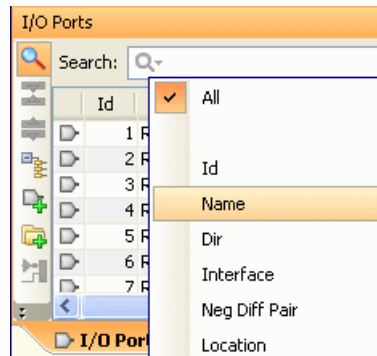 I/O Ports
Search:
All
Id
1 R
2 R
3 R
4 R
5 R
6 R
7 R
Id
Name
Dir
Interface
Neg Diff Pair
Location
I/O Port